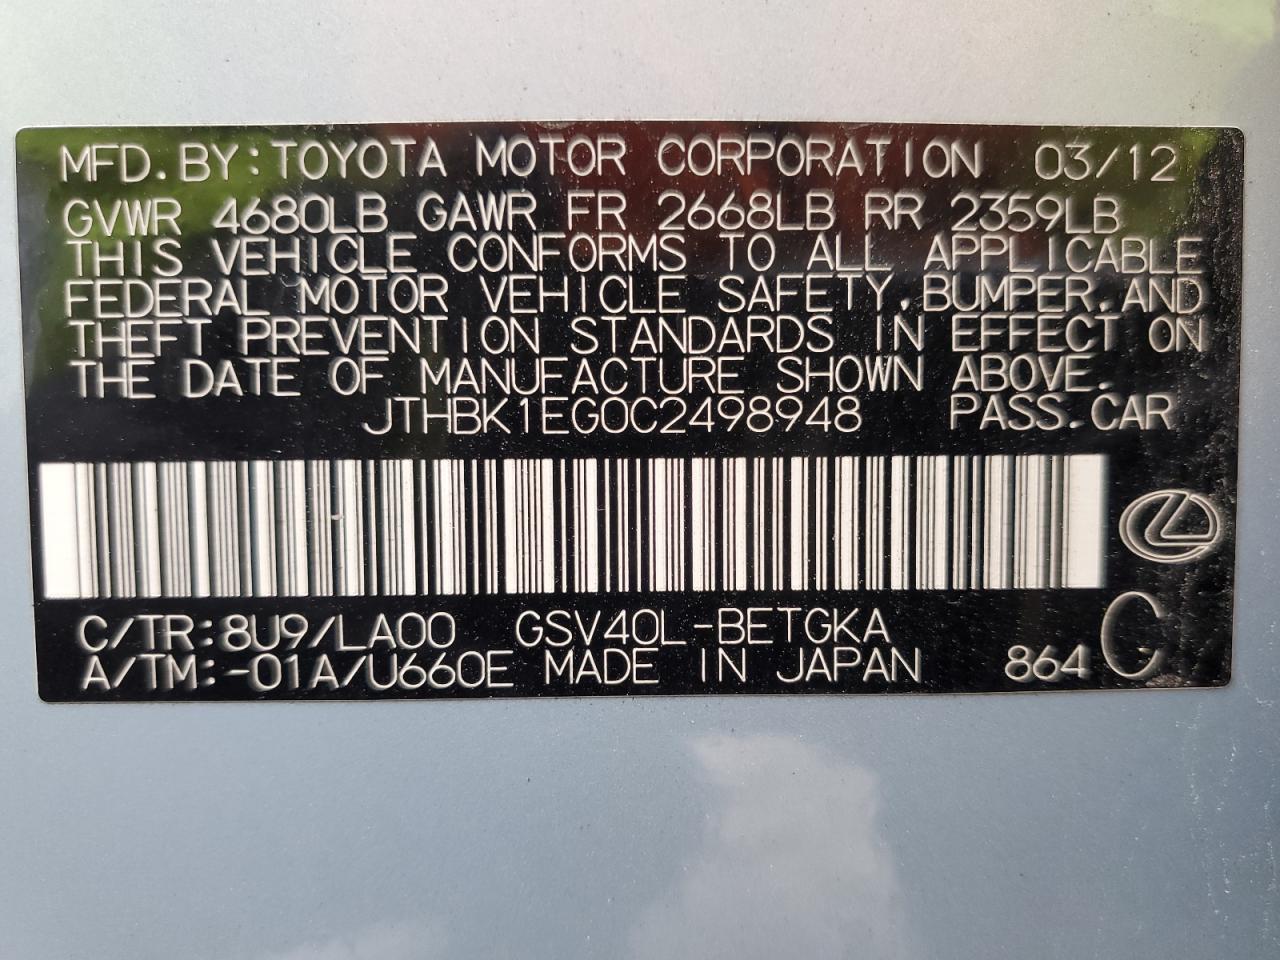 MFD. BY: TOYOTA MOTOR CORPORATION 03/12
GVWR 4680LB GAWR FR 2668LB RR 2359LB
THIS VEHICLE CONFORMS TO ALL APPLICABLE
FEDERAL MOTOR VEHICLE SAFETY, BUMPER, AND
THEFT PREVENTION STANDARDS IN EFFECT ON
THE DATE OF MANUFACTURE SHOWN ABOVE.
JTHBK1EG0C2498948 PASS. CAR
C/TR: 8U9/LA00 GSV40L-BETGKA
A/TM: -01A/U660E MADE IN JAPAN 864 C